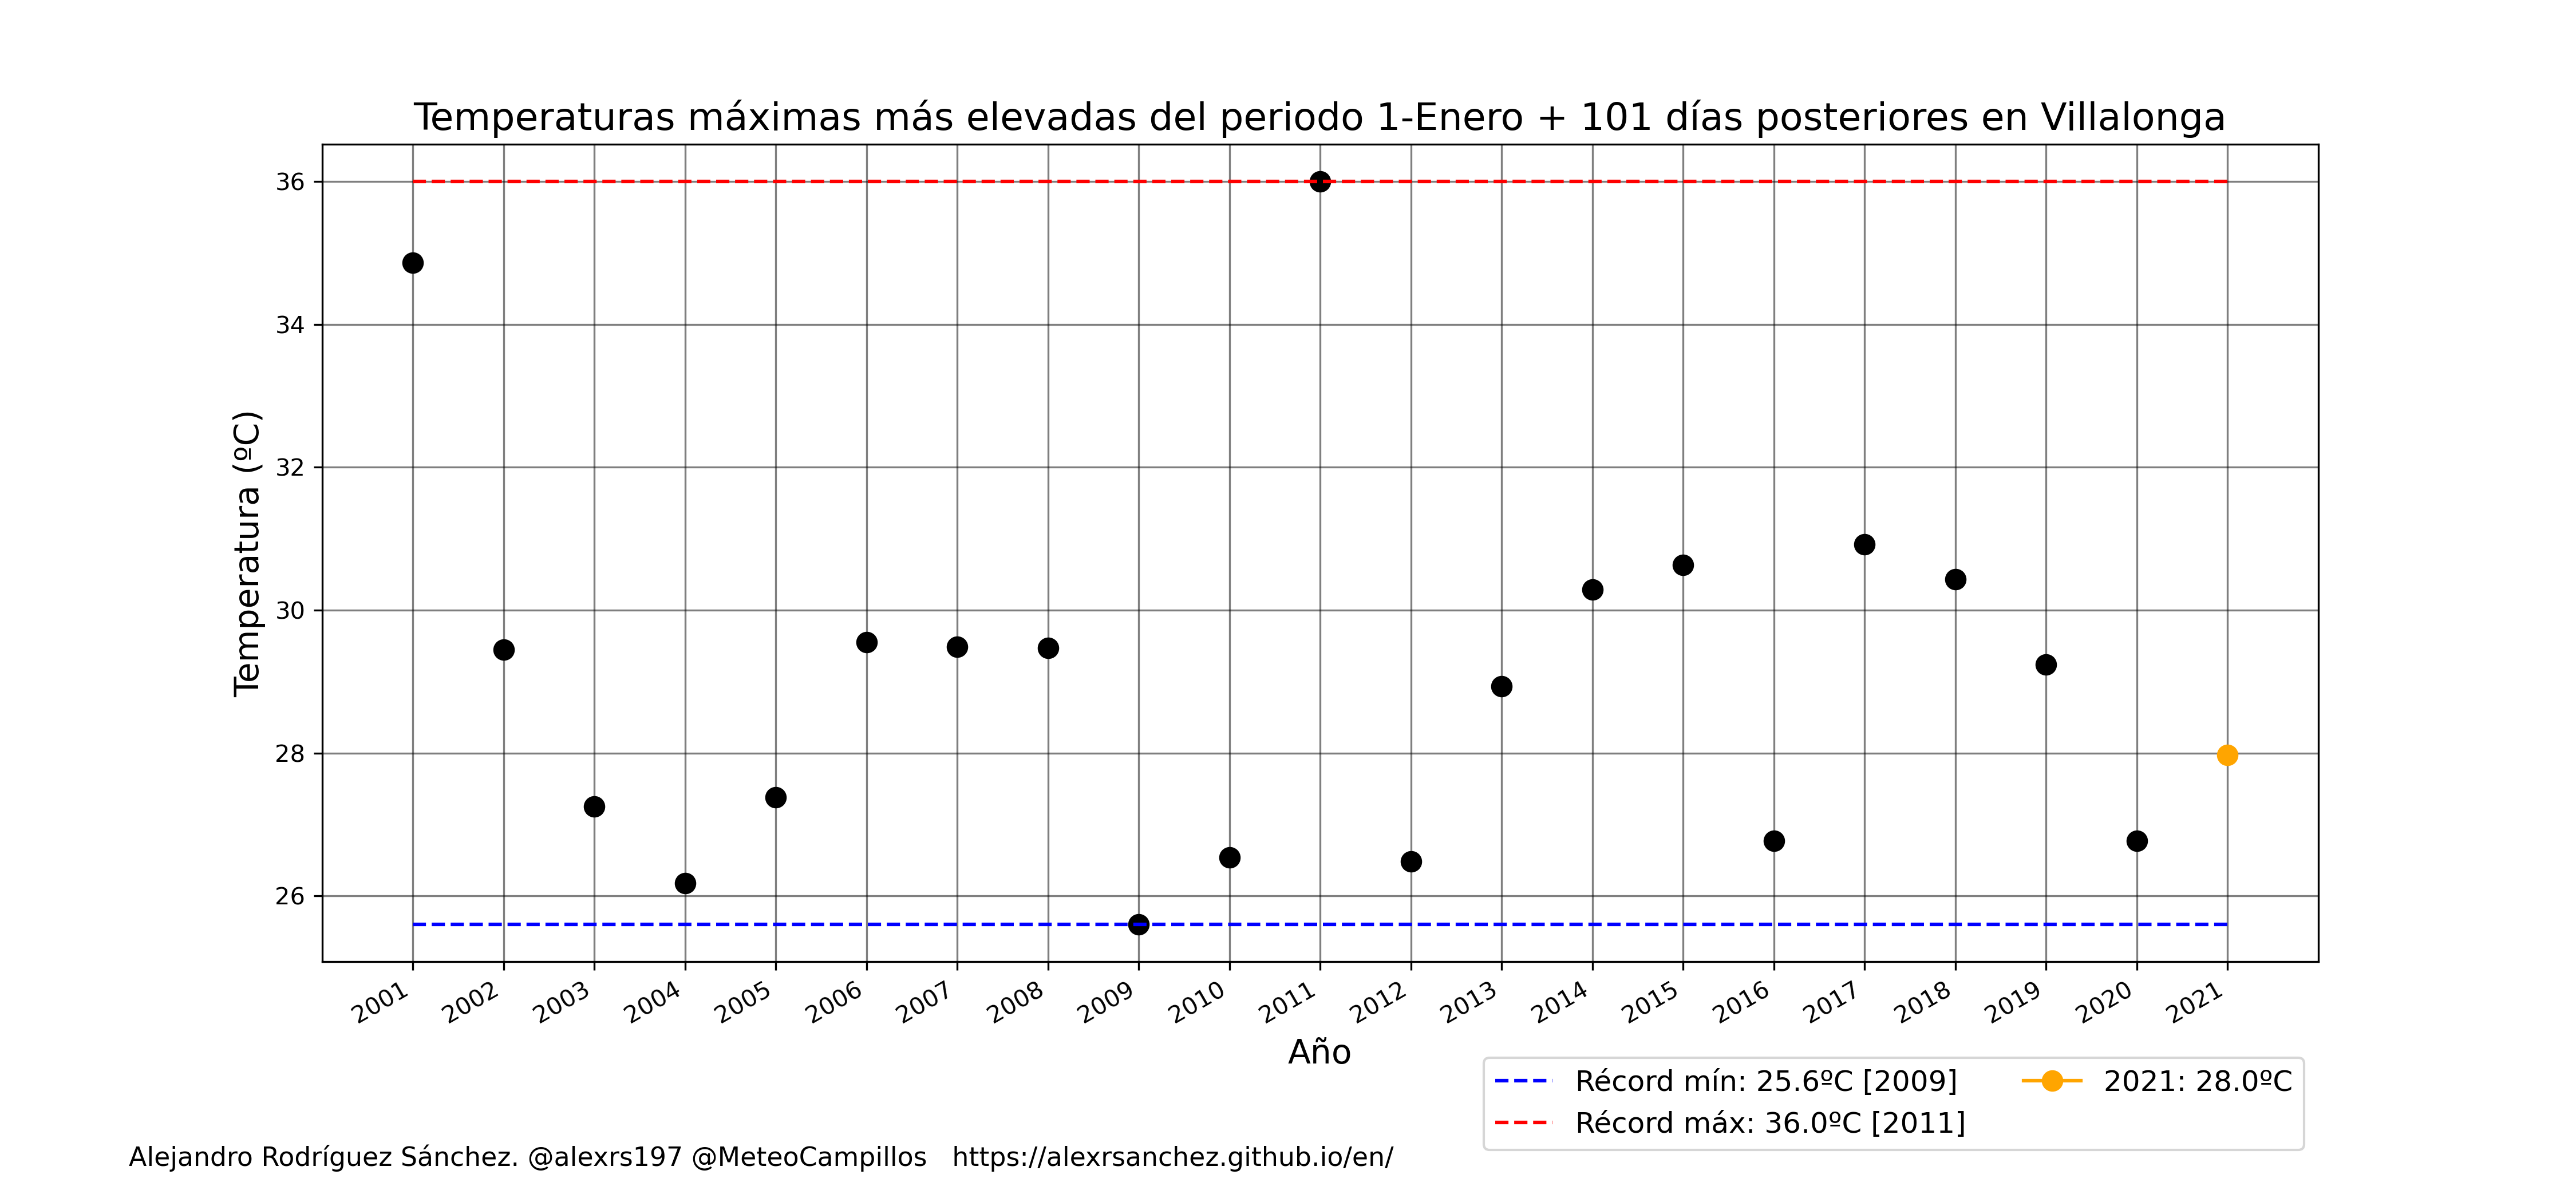 Temperaturas máximas más elevadas del periodo 1-Enero + 101 días posteriores en Villalonga
Temperatura (ºC)
36
34
32
30
28
26
2001 2002 2003 2004 2005 2006 2007 2008 2009 2010 2011 2012 2013 2014 2015 2016 2017 2018 2019 2020 2021
Año
Récord mín: 25.6ºC [2009]
Récord máx: 36.0ºC [2011]
2021: 28.0ºC
Alejandro Rodríguez Sánchez. @alexrs197 @MeteoCampillos https://alexrsanchez.github.io/en/